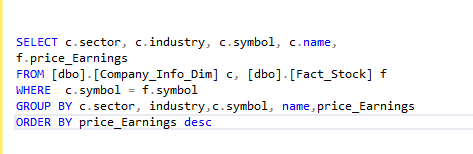 SELECT c.sector, c.industry, c.symbol, c.name,
f.price_Earnings
FROM [dbo].[Company_Info_Dim] c, [dbo].[Fact_Stock] f
WHERE  c.symbol = f.symbol
GROUP BY c.sector, industry,c.symbol, name,price_Earnings
ORDER BY price_Earnings desc